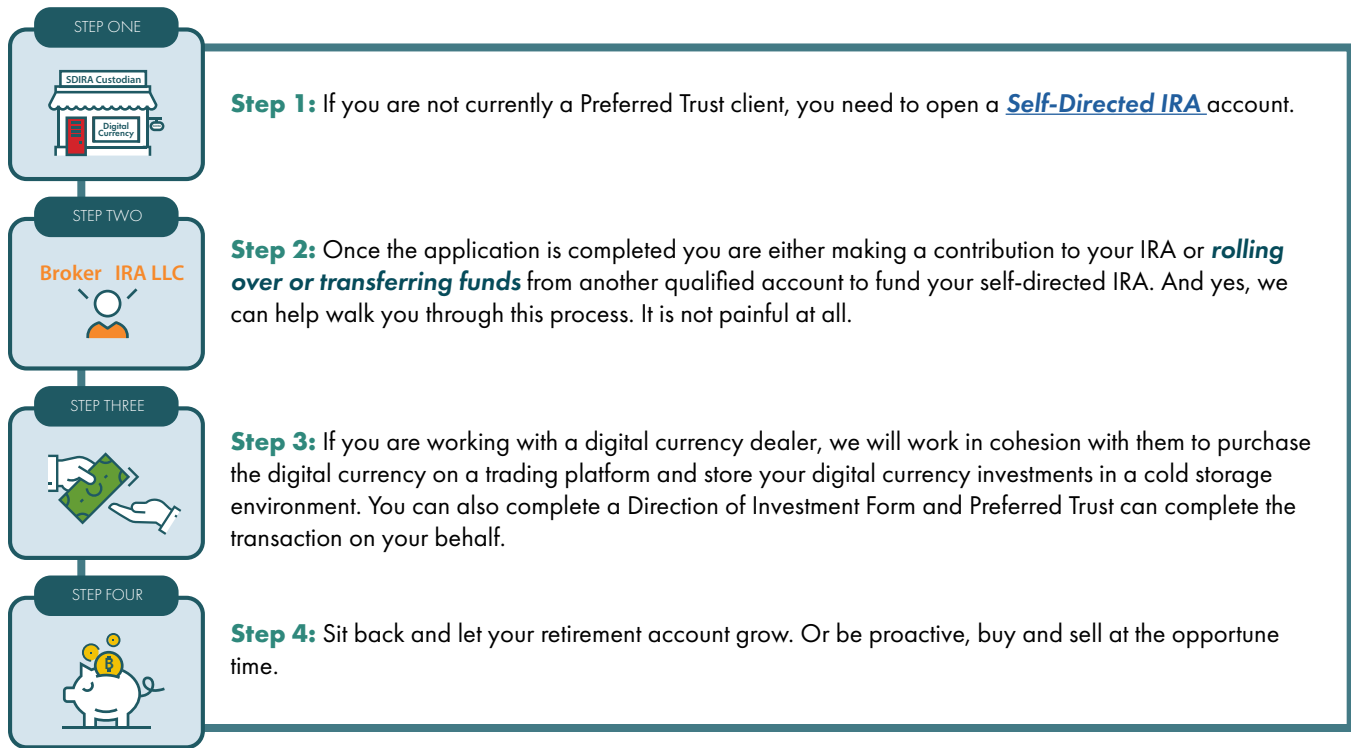 STEP ONE
SDIRA Custodian
Digital
Currency
Step 1: If you are not currently a Preferred Trust client, you need to open a Self-Directed IRA account.
STEP TWO
Broker IRA LLC
Step 2: Once the application is completed you are either making a contribution to your IRA or rolling
over or transferring funds from another qualified account to fund your self-directed IRA. And yes, we
can help walk you through this process. It is not painful at all.
STEP THREE
Step 3: If you are working with a digital currency dealer, we will work in cohesion with them to purchase
the digital currency on a trading platform and store your digital currency investments in a cold storage
environment. You can also complete a Direction of Investment Form and Preferred Trust can complete the
transaction on your behalf.
STEP FOUR
₿
Step 4: Sit back and let your retirement account grow. Or be proactive, buy and sell at the opportune
time.